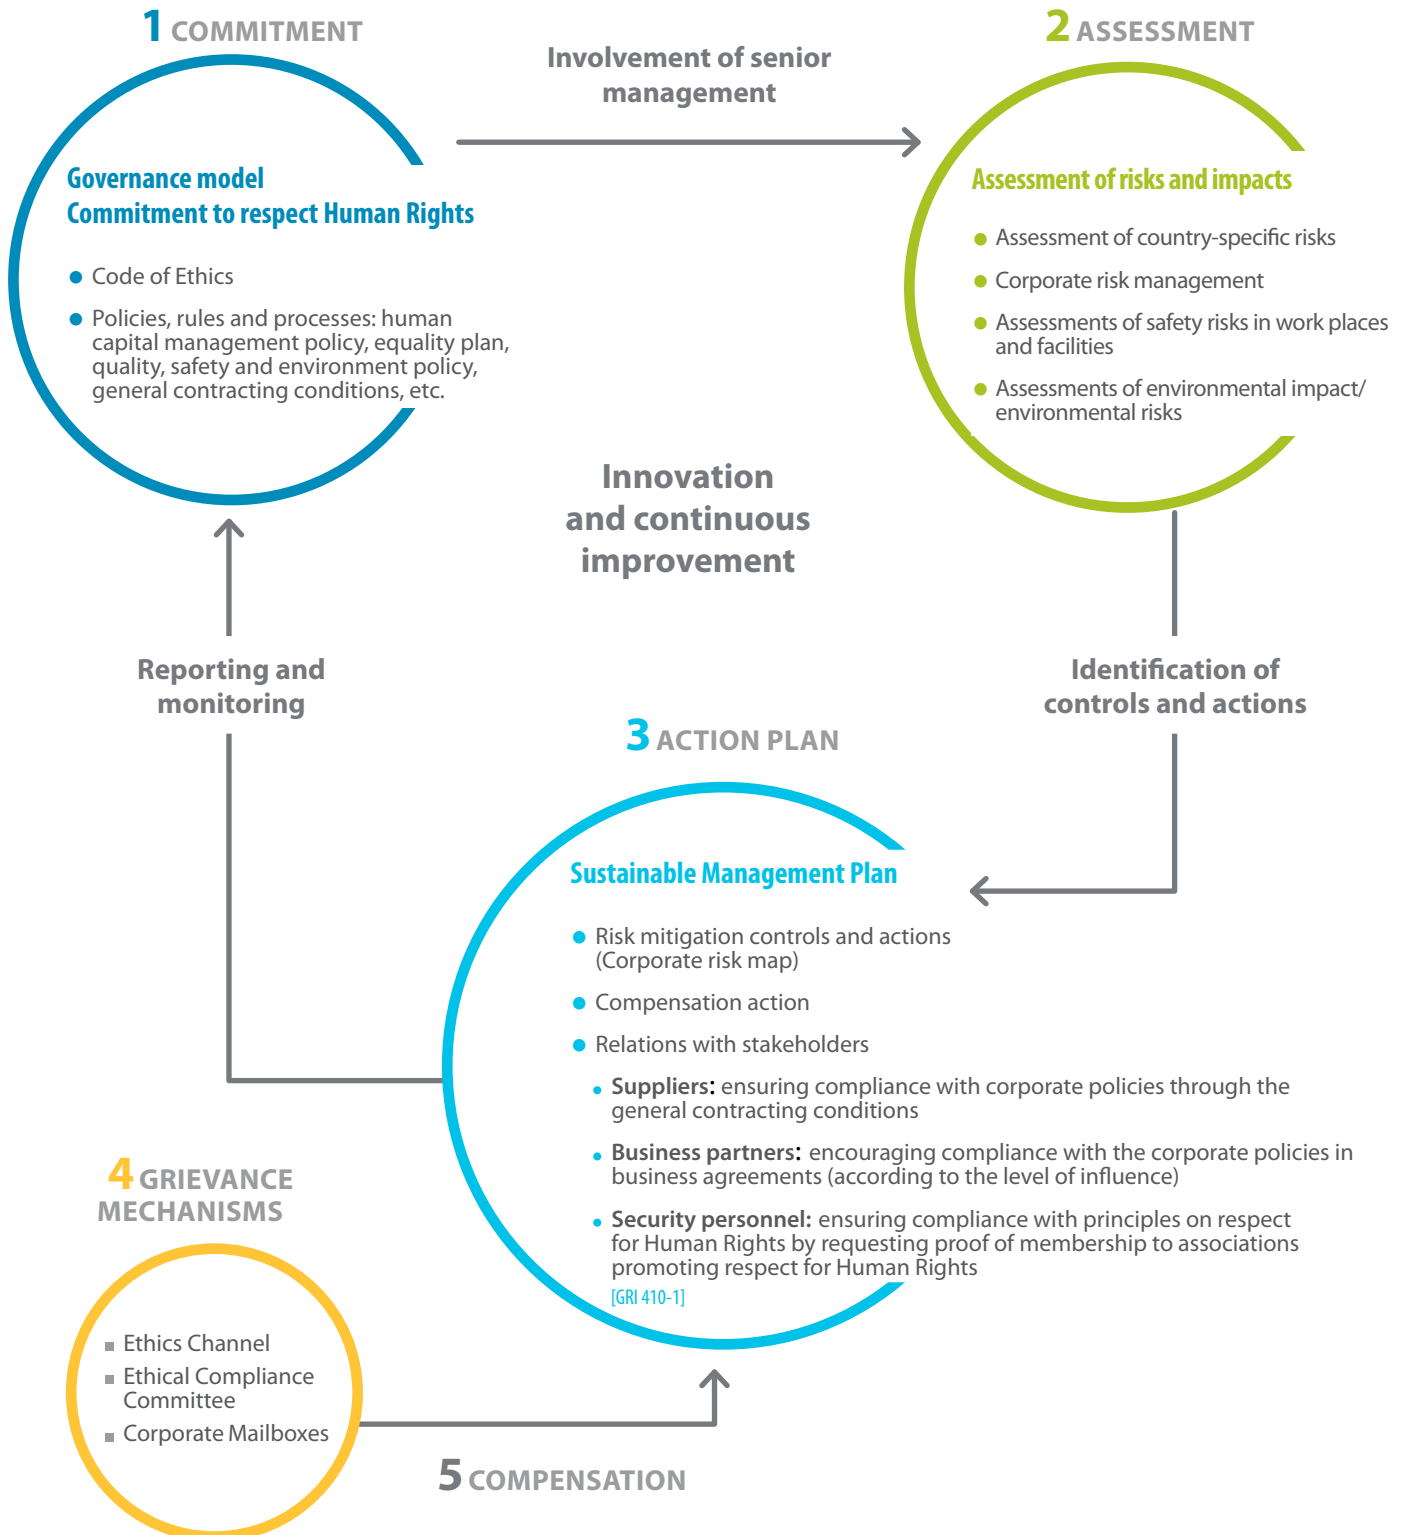 1 COMMITMENT
Involvement of senior
management
2 ASSESSMENT
Governance model
Commitment to respect Human Rights
Code of Ethics
Policies, rules and processes: human
capital management policy, equality plan,
quality, safety and environment policy,
general contracting conditions, etc.
Assessment of risks and impacts
Assessment of country-specific risks
Corporate risk management
Assessments of safety risks in work places
and facilities
Assessments of environmental impact/
environmental risks
Innovation
and continuous
improvement
Reporting and
monitoring
Identification of
controls and actions
3 ACTION PLAN
Sustainable Management Plan
Risk mitigation controls and actions
(Corporate risk map)
Compensation action
Relations with stakeholders
Suppliers: ensuring compliance with corporate policies through the
general contracting conditions
Business partners: encouraging compliance with the corporate policies in
business agreements (according to the level of influence)
Security personnel: ensuring compliance with principles on respect
for Human Rights by requesting proof of membership to associations
promoting respect for Human Rights
[GRI 410-1]
4 GRIEVANCE
MECHANISMS
Ethics Channel
Ethical Compliance
Committee
Corporate Mailboxes
5 COMPENSATION